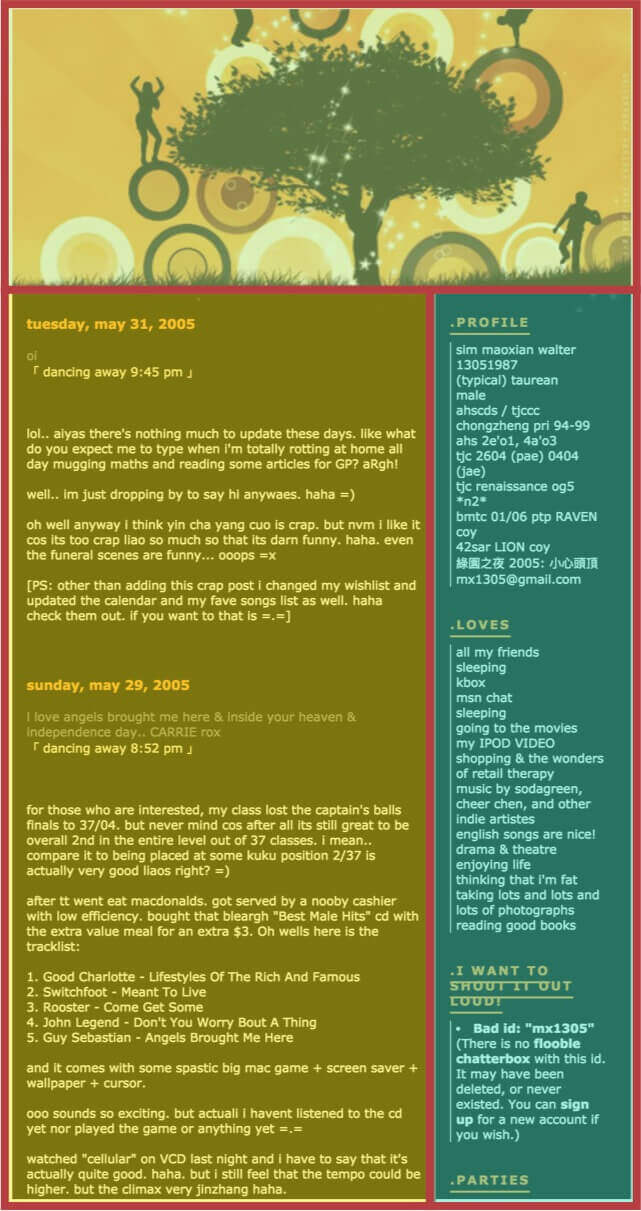 tuesday, may 31, 2005
oi
「 dancing away 9:45 pm 」
lol.. aiyas there's nothing much to update these days. like what
do you expect me to type when i'm totally rotting at home all
day mugging maths and reading some articles for GP? aRgh!
well.. im just dropping by to say hi anywaes. haha =)
oh well anyway i think yin cha yang cuo is crap. but nvm i like it
cos its too crap liao so much so that its darn funny. haha. even
the funeral scenes are funny... ooops =x
[PS: other than adding this crap post i changed my wishlist and
updated the calendar and my fave songs list as well. haha
check them out. if you want to that is =.=]
sunday, may 29, 2005
i love angels brought me here & inside your heaven &
independence day.. CARRIE rox
「 dancing away 8:52 pm 」
for those who are interested, my class lost the captain's balls
finals to 37/04. but never mind cos after all its still great to be
overall 2nd in the entire level out of 37 classes. i mean..
compare it to being placed at some kuku position 2/37 is
actually very good liaos right? =)
after tt went eat macdonalds. got served by a nooby cashier
with low efficiency. bought that bleargh "Best Male Hits" cd with
the extra value meal for an extra $3. Oh wells here is the
tracklist:
1. Good Charlotte - Lifestyles Of The Rich And Famous
2. Switchfoot - Meant To Live
3. Rooster - Come Get Some
4. John Legend - Don't You Worry Bout A Thing
5. Guy Sebastian - Angels Brought Me Here
and it comes with some spastic big mac game + screen saver +
wallpaper + cursor.
ooo sounds so exciting. but actuali i havent listened to the cd
yet nor played the game or anything yet =.=
watched "cellular" on VCD last night and i have to say that it's
actually quite good. haha. but i still feel that the tempo could be
higher. but the climax very jinzhang haha.
.PROFILE
sim maoxian walter
13051987
(typical) taurean
male
ahscds / tjccc
chongzheng pri 94-99
ahs 2e'o1, 4a'o3
tjc 2604 (pae) 0404
(jae)
tjc renaissance og5
*n2*
bmtc 01/06 ptp RAVEN
coy
42sar LION coy
綠園之夜 2005: 小心頭頂
mx1305@gmail.com
.LOVES
all my friends
sleeping
kbox
msn chat
sleeping
going to the movies
my IPOD VIDEO
shopping & the wonders
of retail therapy
music by sodagreen,
cheer chen, and other
indie artistes
english songs are nice!
drama & theatre
enjoying life
thinking that i'm fat
taking lots and lots and
lots of photographs
reading good books
.I WANT TO
SHOUT IT OUT
LOUD!
• Bad id: "mx1305"
(There is no flooble
chatterbox with this id.
It may have been
deleted, or never
existed. You can sign
up for a new account if
you wish.)
.PARTIES